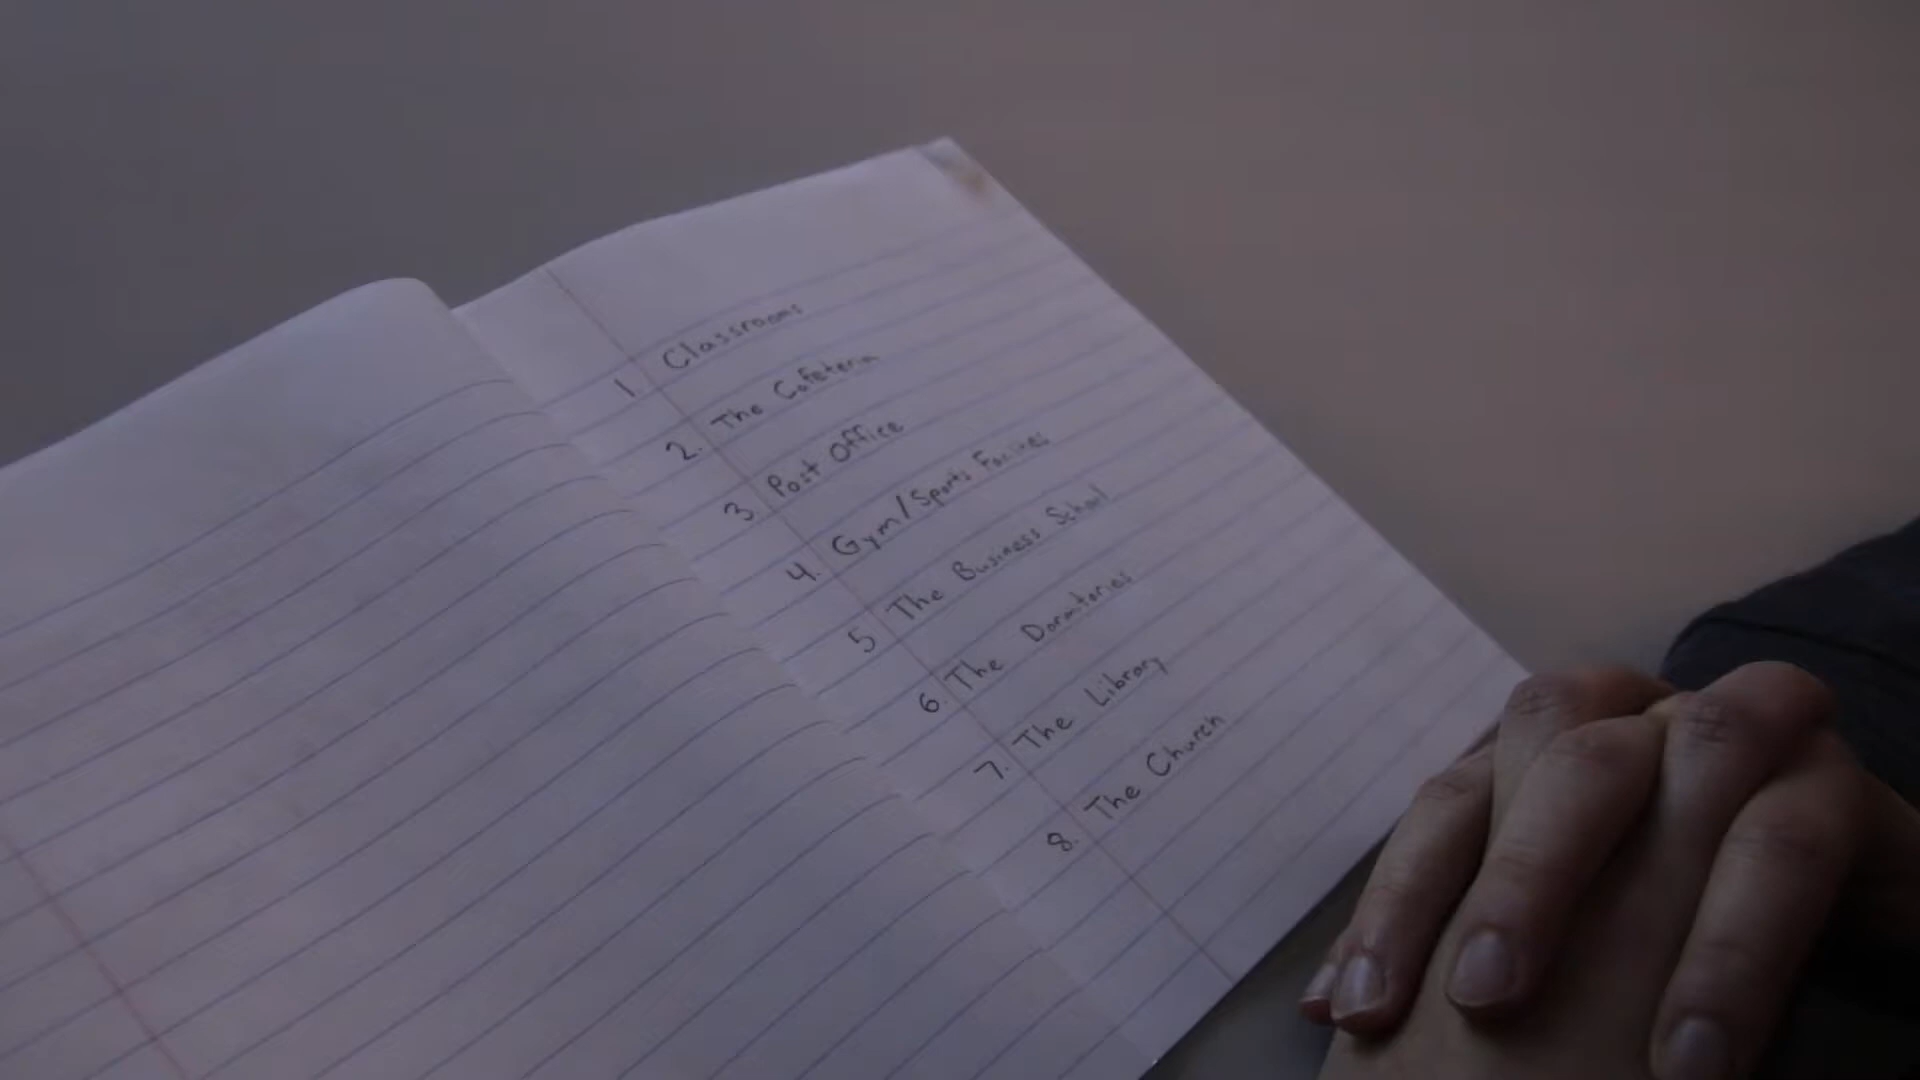 1. Classrooms
2. The Cafeteria
3. Post Office
4. Gym/Sports Facilities
5 The Business School
6. The Dormitories
7. The Library
8. The Church